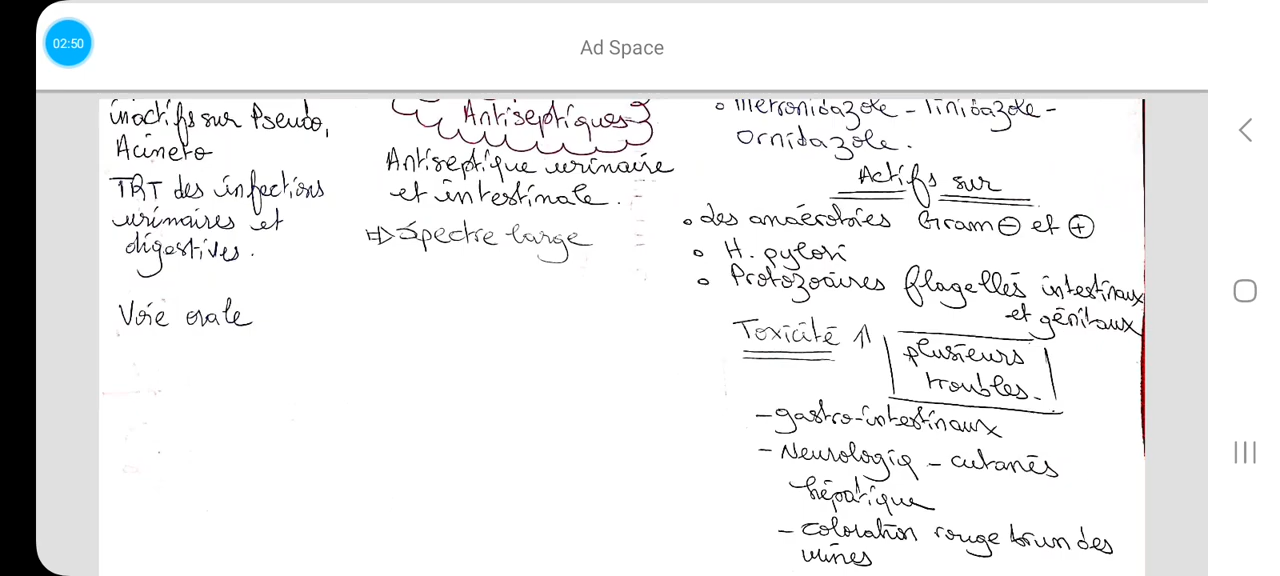 02:50
Ad Space
inactifs sur Pseudo,
Acineto
TRT des infections
urinaires et
digestives.
Voie orale
Antiseptiques
Antiseptique urinaire
et intestinale.
⇒ Spectre large
• Metronidazole - Tinidazole -
Ornidazole.
Actifs sur
• des anaérobies Gram ⊖ et ⊕
• H. pylori
• Protozoaires flagellés intestinaux
et génitaux
Toxicité ⇑
plusieurs
troubles.
- gastro-intestinaux
- Neurologiq - cutanés
hépatique
- coloration rouge brun des
urines